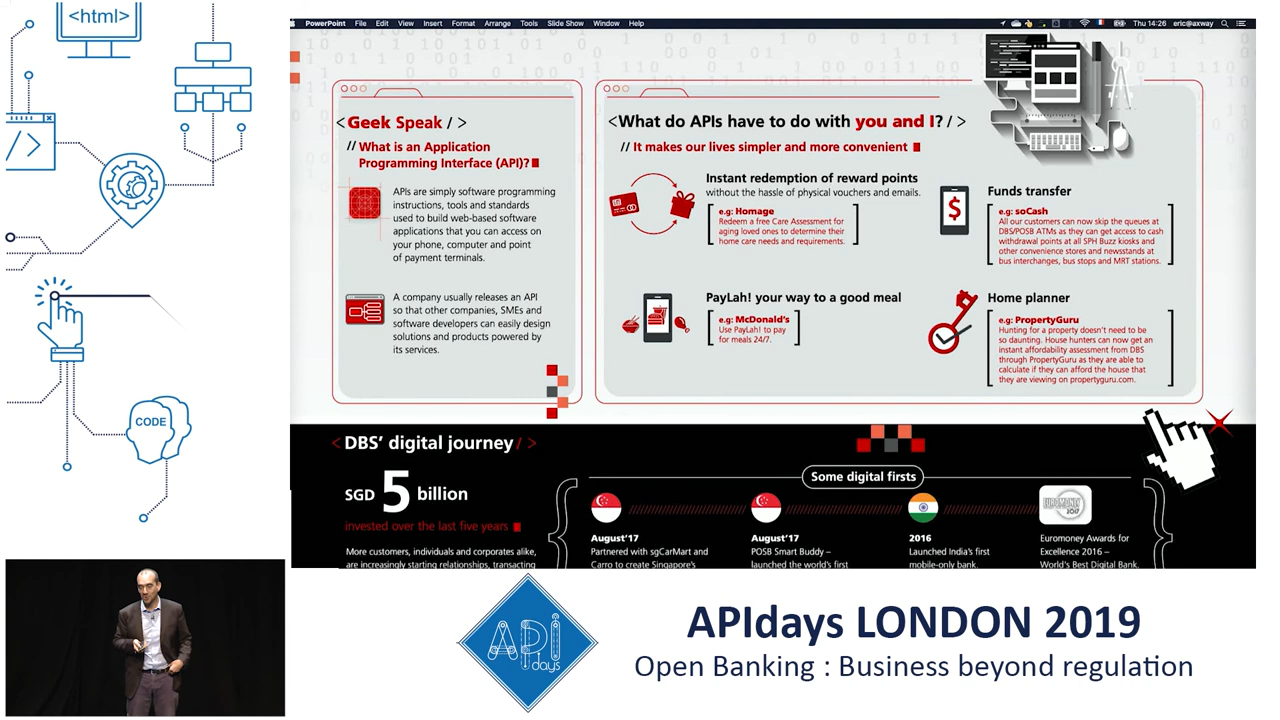 <html>
</>
CODE
PowerPoint File Edit View Insert Format Arrange Tools Slide Show Window Help
Thu 14:26 eric@axway
<Geek Speak / >
// What is an Application
Programming Interface (API)?
APIs are simply software programming
instructions, tools and standards
used to build web-based software
applications that you can access on
your phone, computer and point
of payment terminals.
A company usually releases an API
so that other companies, SMEs and
software developers can easily design
solutions and products powered by
its services.
<What do APIs have to do with you and I? / >
// It makes our lives simpler and more convenient
Instant redemption of reward points
without the hassle of physical vouchers and emails.
e.g: Homage
Redeem a free Care Assessment for
aging loved ones to determine their
home care needs and requirements.
PayLah! your way to a good meal
e.g: McDonald's
Use PayLah! to pay
for meals 24/7.
$
Funds transfer
e.g: soCash
All our customers can now skip the queues at
DBS/POSB ATMs as they can get access to cash
withdrawal points at all SPH Buzz kiosks and
other convenience stores and newsstands at
bus interchanges, bus stops and MRT stations.
Home planner
e.g: PropertyGuru
Hunting for a property doesn't need to be
so daunting. House hunters can now get an
instant affordability assessment from DBS
through PropertyGuru as they are able to
calculate if they can afford the house that
they are viewing on propertyguru.com.
< DBS' digital journey / >
SGD 5 billion
invested over the last five years
More customers, individuals and corporates alike,
are increasingly starting relationships, transacting
Some digital firsts
August'17
Partnered with sgCarMart and
Carro to create Singapore's
August'17
POSB Smart Buddy –
launched the world's first
2016
Launched India's first
mobile-only bank.
EUROMONEY
2017
Euromoney Awards for
Excellence 2016 –
World's Best Digital Bank.
API
days
APIdays LONDON 2019
Open Banking : Business beyond regulation